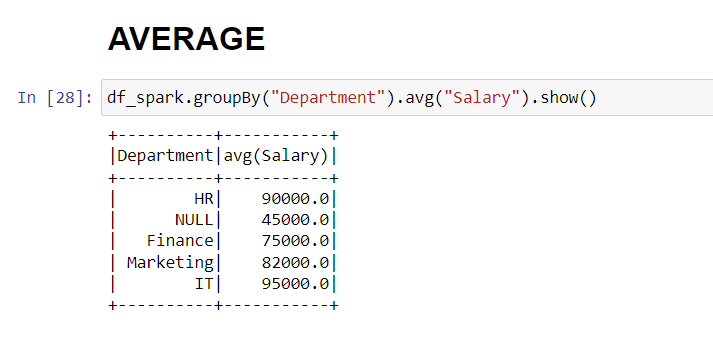 AVERAGE
In [28]: df_spark.groupBy("Department").avg("Salary").show()
+----------+-----------+
|Department|avg(Salary)|
+----------+-----------+
|        HR|    90000.0|
|      NULL|    45000.0|
|   Finance|    75000.0|
| Marketing|    82000.0|
|        IT|    95000.0|
+----------+-----------+